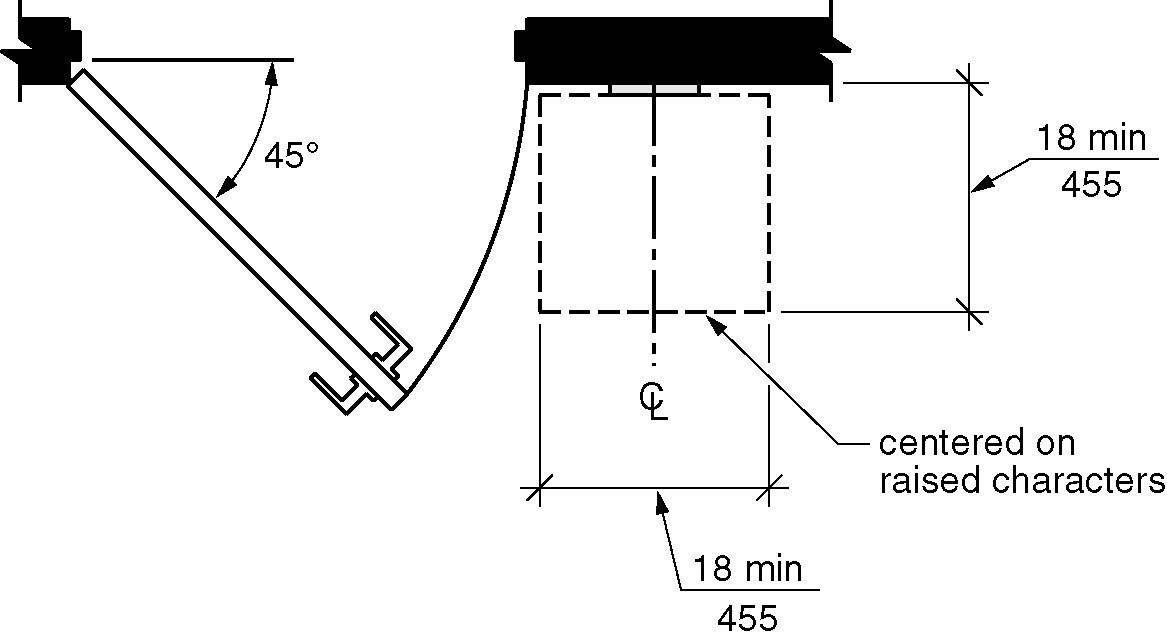 45°
18 min
455
℄
centered on
raised characters
18 min
455